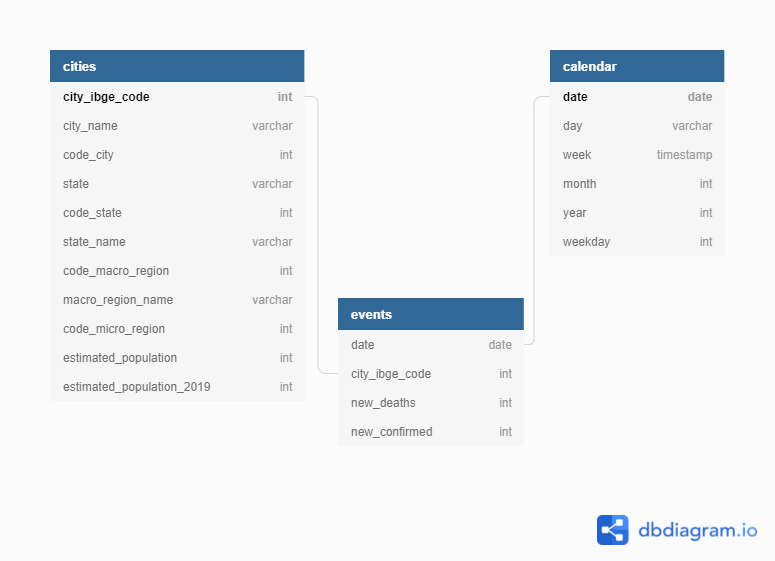 cities
city_ibge_code int
city_name varchar
code_city int
state varchar
code_state int
state_name varchar
code_macro_region int
macro_region_name varchar
code_micro_region int
estimated_population int
estimated_population_2019 int
calendar
date date
day varchar
week timestamp
month int
year int
weekday int
events
date date
city_ibge_code int
new_deaths int
new_confirmed int
dbdiagram.io